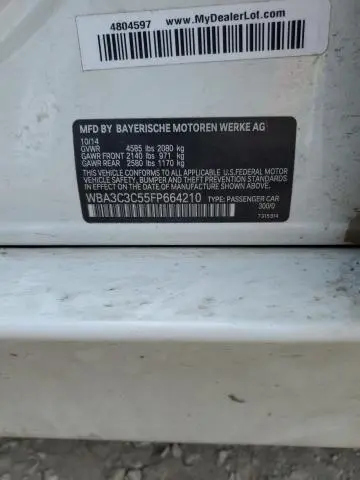 4804597
www.MyDealerLot.com
MFD BY BAYERISCHE MOTOREN WERKE AG
10/14
GVWR 4585 lbs 2080 kg
GAWR FRONT 2140 lbs 971 kg
GAWR REAR 2580 lbs 1170 kg
THIS VEHICLE CONFORMS TO ALL APPLICABLE U.S. FEDERAL MOTOR
VEHICLE SAFETY, BUMPER, AND THEFT PREVENTION STANDARDS IN
EFFECT ON THE DATE OF MANUFACTURE SHOWN ABOVE.
WBA3C3C55FP664210 TYPE: PASSENGER CAR
300/0